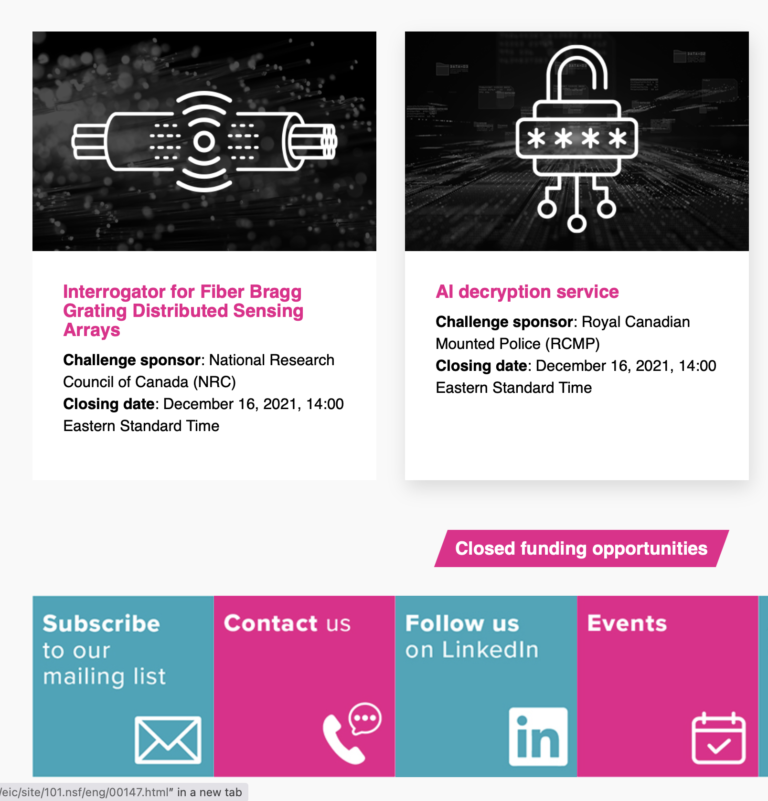 Interrogator for Fiber Bragg
Grating Distributed Sensing
Arrays
Challenge sponsor: National Research
Council of Canada (NRC)
Closing date: December 16, 2021, 14:00
Eastern Standard Time
****
AI decryption service
Challenge sponsor: Royal Canadian
Mounted Police (RCMP)
Closing date: December 16, 2021, 14:00
Eastern Standard Time
Closed funding opportunities
Subscribe
to our
mailing list
Contact us
Follow us
on LinkedIn
in
Events
/eic/site/101.nsf/eng/00147.html" in a new tab